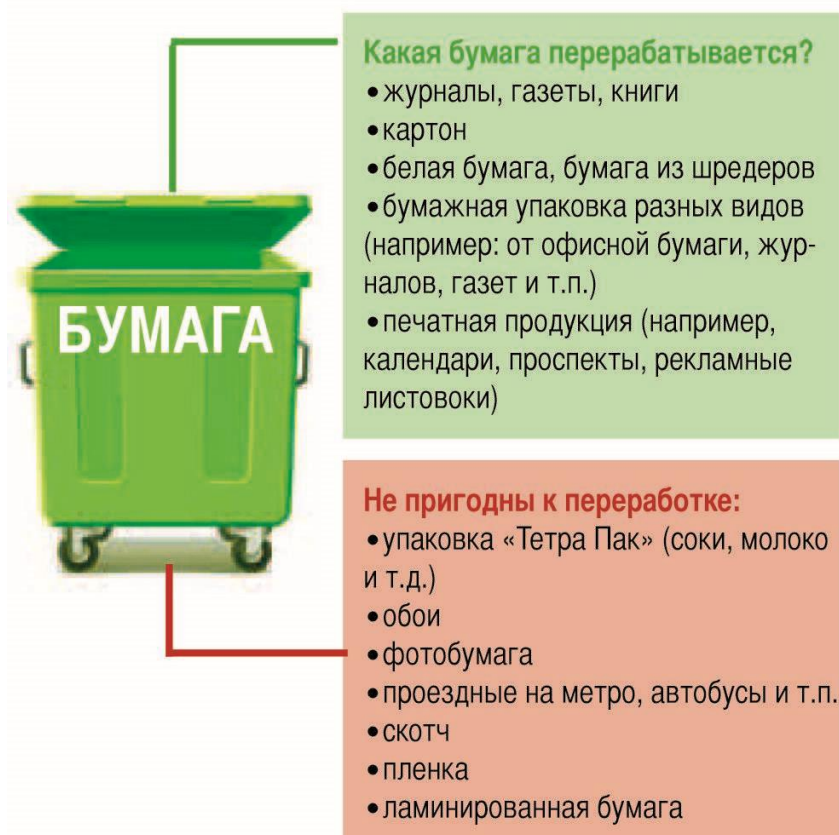 Какая бумага перерабатывается?
•журналы, газеты, книги
•картон
•белая бумага, бумага из шредеров
•бумажная упаковка разных видов
(например: от офисной бумаги, жур-
налов, газет и т.п.)
•печатная продукция (например,
календари, проспекты, рекламные
листовоки)
БУМАГА
Не пригодны к переработке:
•упаковка «Тетра Пак» (соки, молоко
и т.д.)
•обои
•фотобумага
•проездные на метро, автобусы и т.п.
•скотч
•пленка
•ламинированная бумага